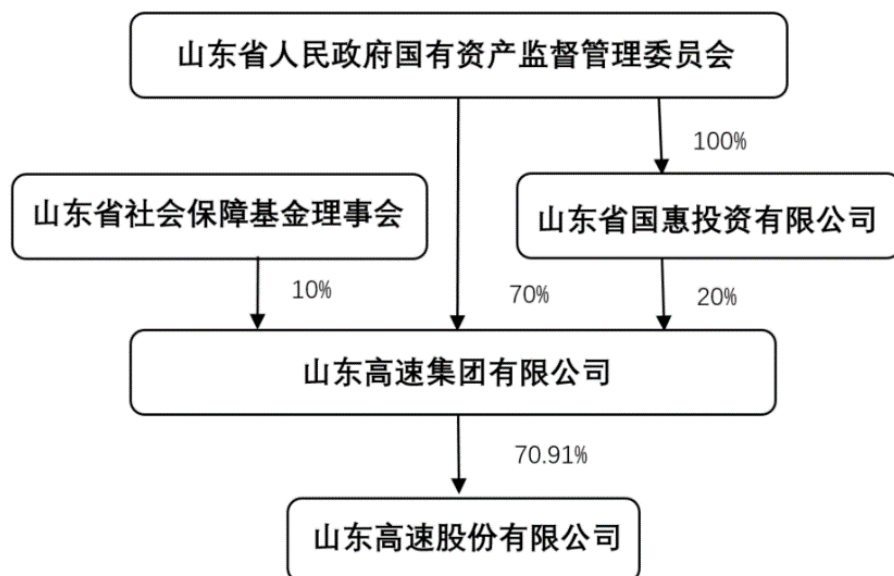 山东省人民政府国有资产监督管理委员会
100%
山东省社会保障基金理事会
山东省国惠投资有限公司
10%
70%
20%
山东高速集团有限公司
70.91%
山东高速股份有限公司